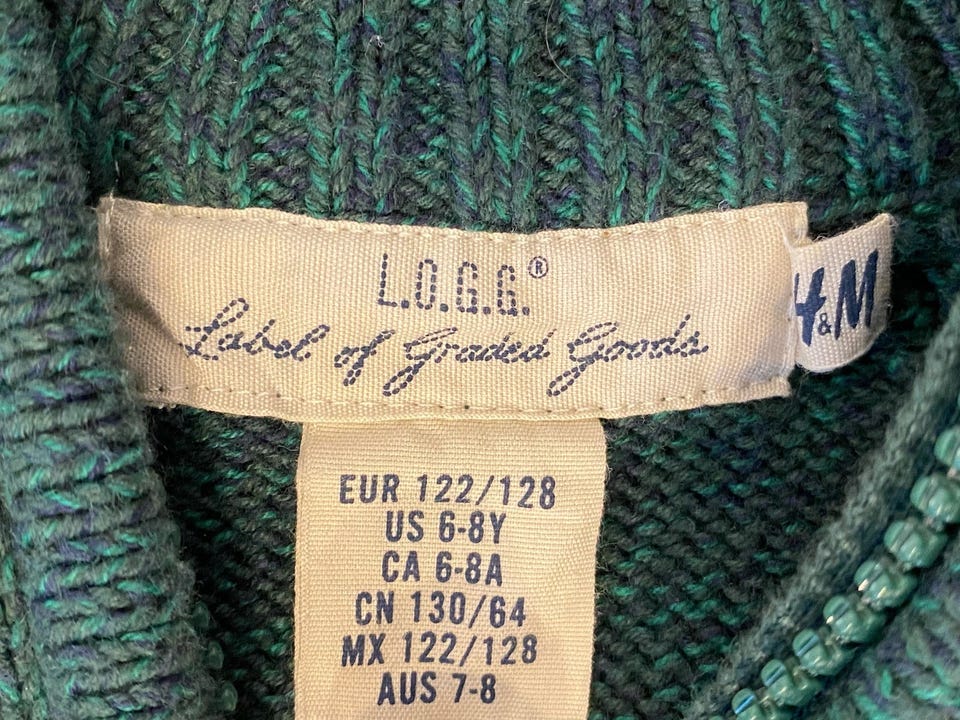 L.O.G.G.®
Label of Graded Goods
H&M
EUR 122/128
US 6-8Y
CA 6-8A
CN 130/64
MX 122/128
AUS 7-8